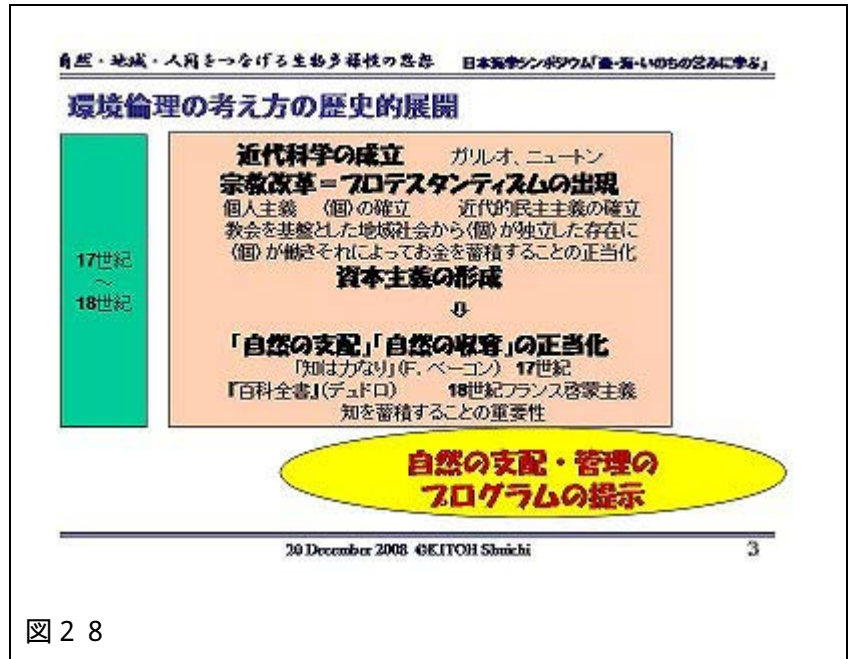 自然・地域・人間をつなげる生物多様性の思想 日本海学シンポジウム「森・海・いのちの営みに学ぶ」
環境倫理の考え方の歴史的展開
17世紀
～
18世紀
近代科学の成立 ガリレオ、ニュートン
宗教改革＝プロテスタンティズムの出現
個人主義 〈個〉の確立 近代的民主主義の確立
教会を基盤とした地域社会から〈個〉が独立した存在に
〈個〉が働きそれによってお金を蓄積することの正当化
資本主義の形成
⇩
「自然の支配」「自然の収奪」の正当化
「知は力なり」(F. ベーコン) 17世紀
『百科全書』(デュドロ) 18世紀フランス啓蒙主義
知を蓄積することの重要性
自然の支配・管理の
プログラムの提示
20 December 2008 ©KITOH Shuichi
3
図２８